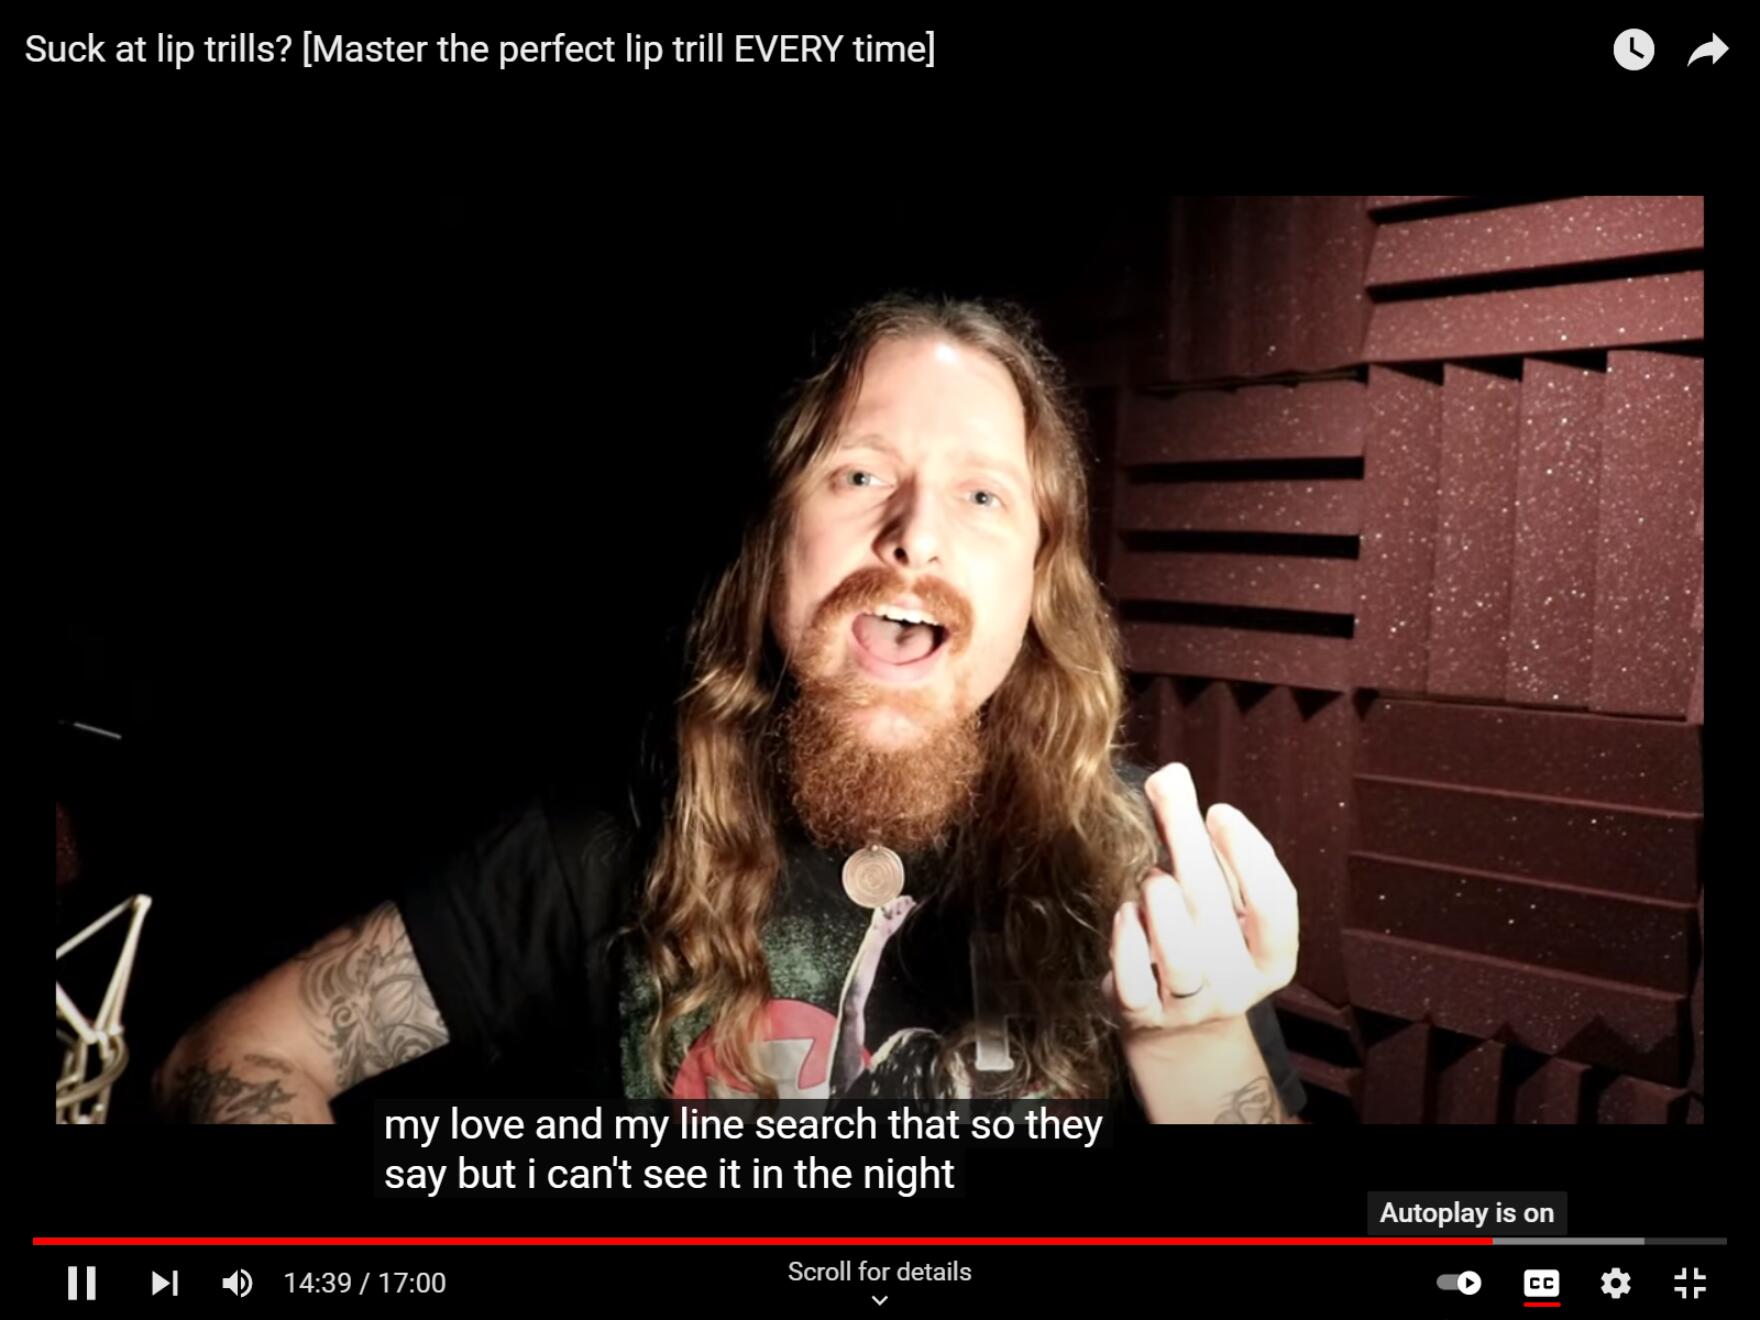 Suck at lip trills? [Master the perfect lip trill EVERY time]
my love and my line search that so they
say but i can't see it in the night
Autoplay is on
14:39 / 17:00
Scroll for details
CC